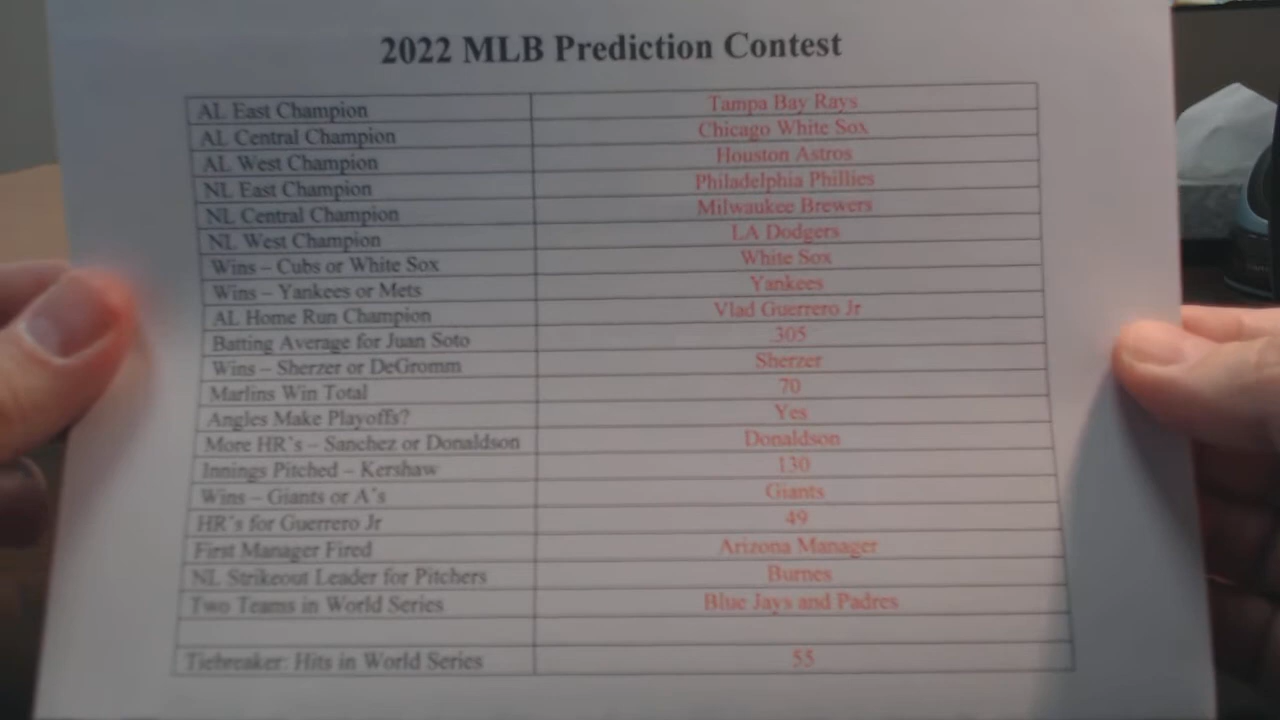 2022 MLB Prediction Contest
AL East Champion Tampa Bay Rays
AL Central Champion Chicago White Sox
AL West Champion Houston Astros
NL East Champion Philadelphia Phillies
NL Central Champion Milwaukee Brewers
NL West Champion LA Dodgers
Wins – Cubs or White Sox White Sox
Wins – Yankees or Mets Yankees
AL Home Run Champion Vlad Guerrero Jr
Batting Average for Juan Soto .305
Wins – Sherzer or DeGromm Sherzer
Marlins Win Total 70
Angles Make Playoffs? Yes
More HR's – Sanchez or Donaldson Donaldson
Innings Pitched – Kershaw 130
Wins – Giants or A's Giants
HR's for Guerrero Jr 49
First Manager Fired Arizona Manager
NL Strikeout Leader for Pitchers Burnes
Two Teams in World Series Blue Jays and Padres
Tiebreaker: Hits in World Series 55